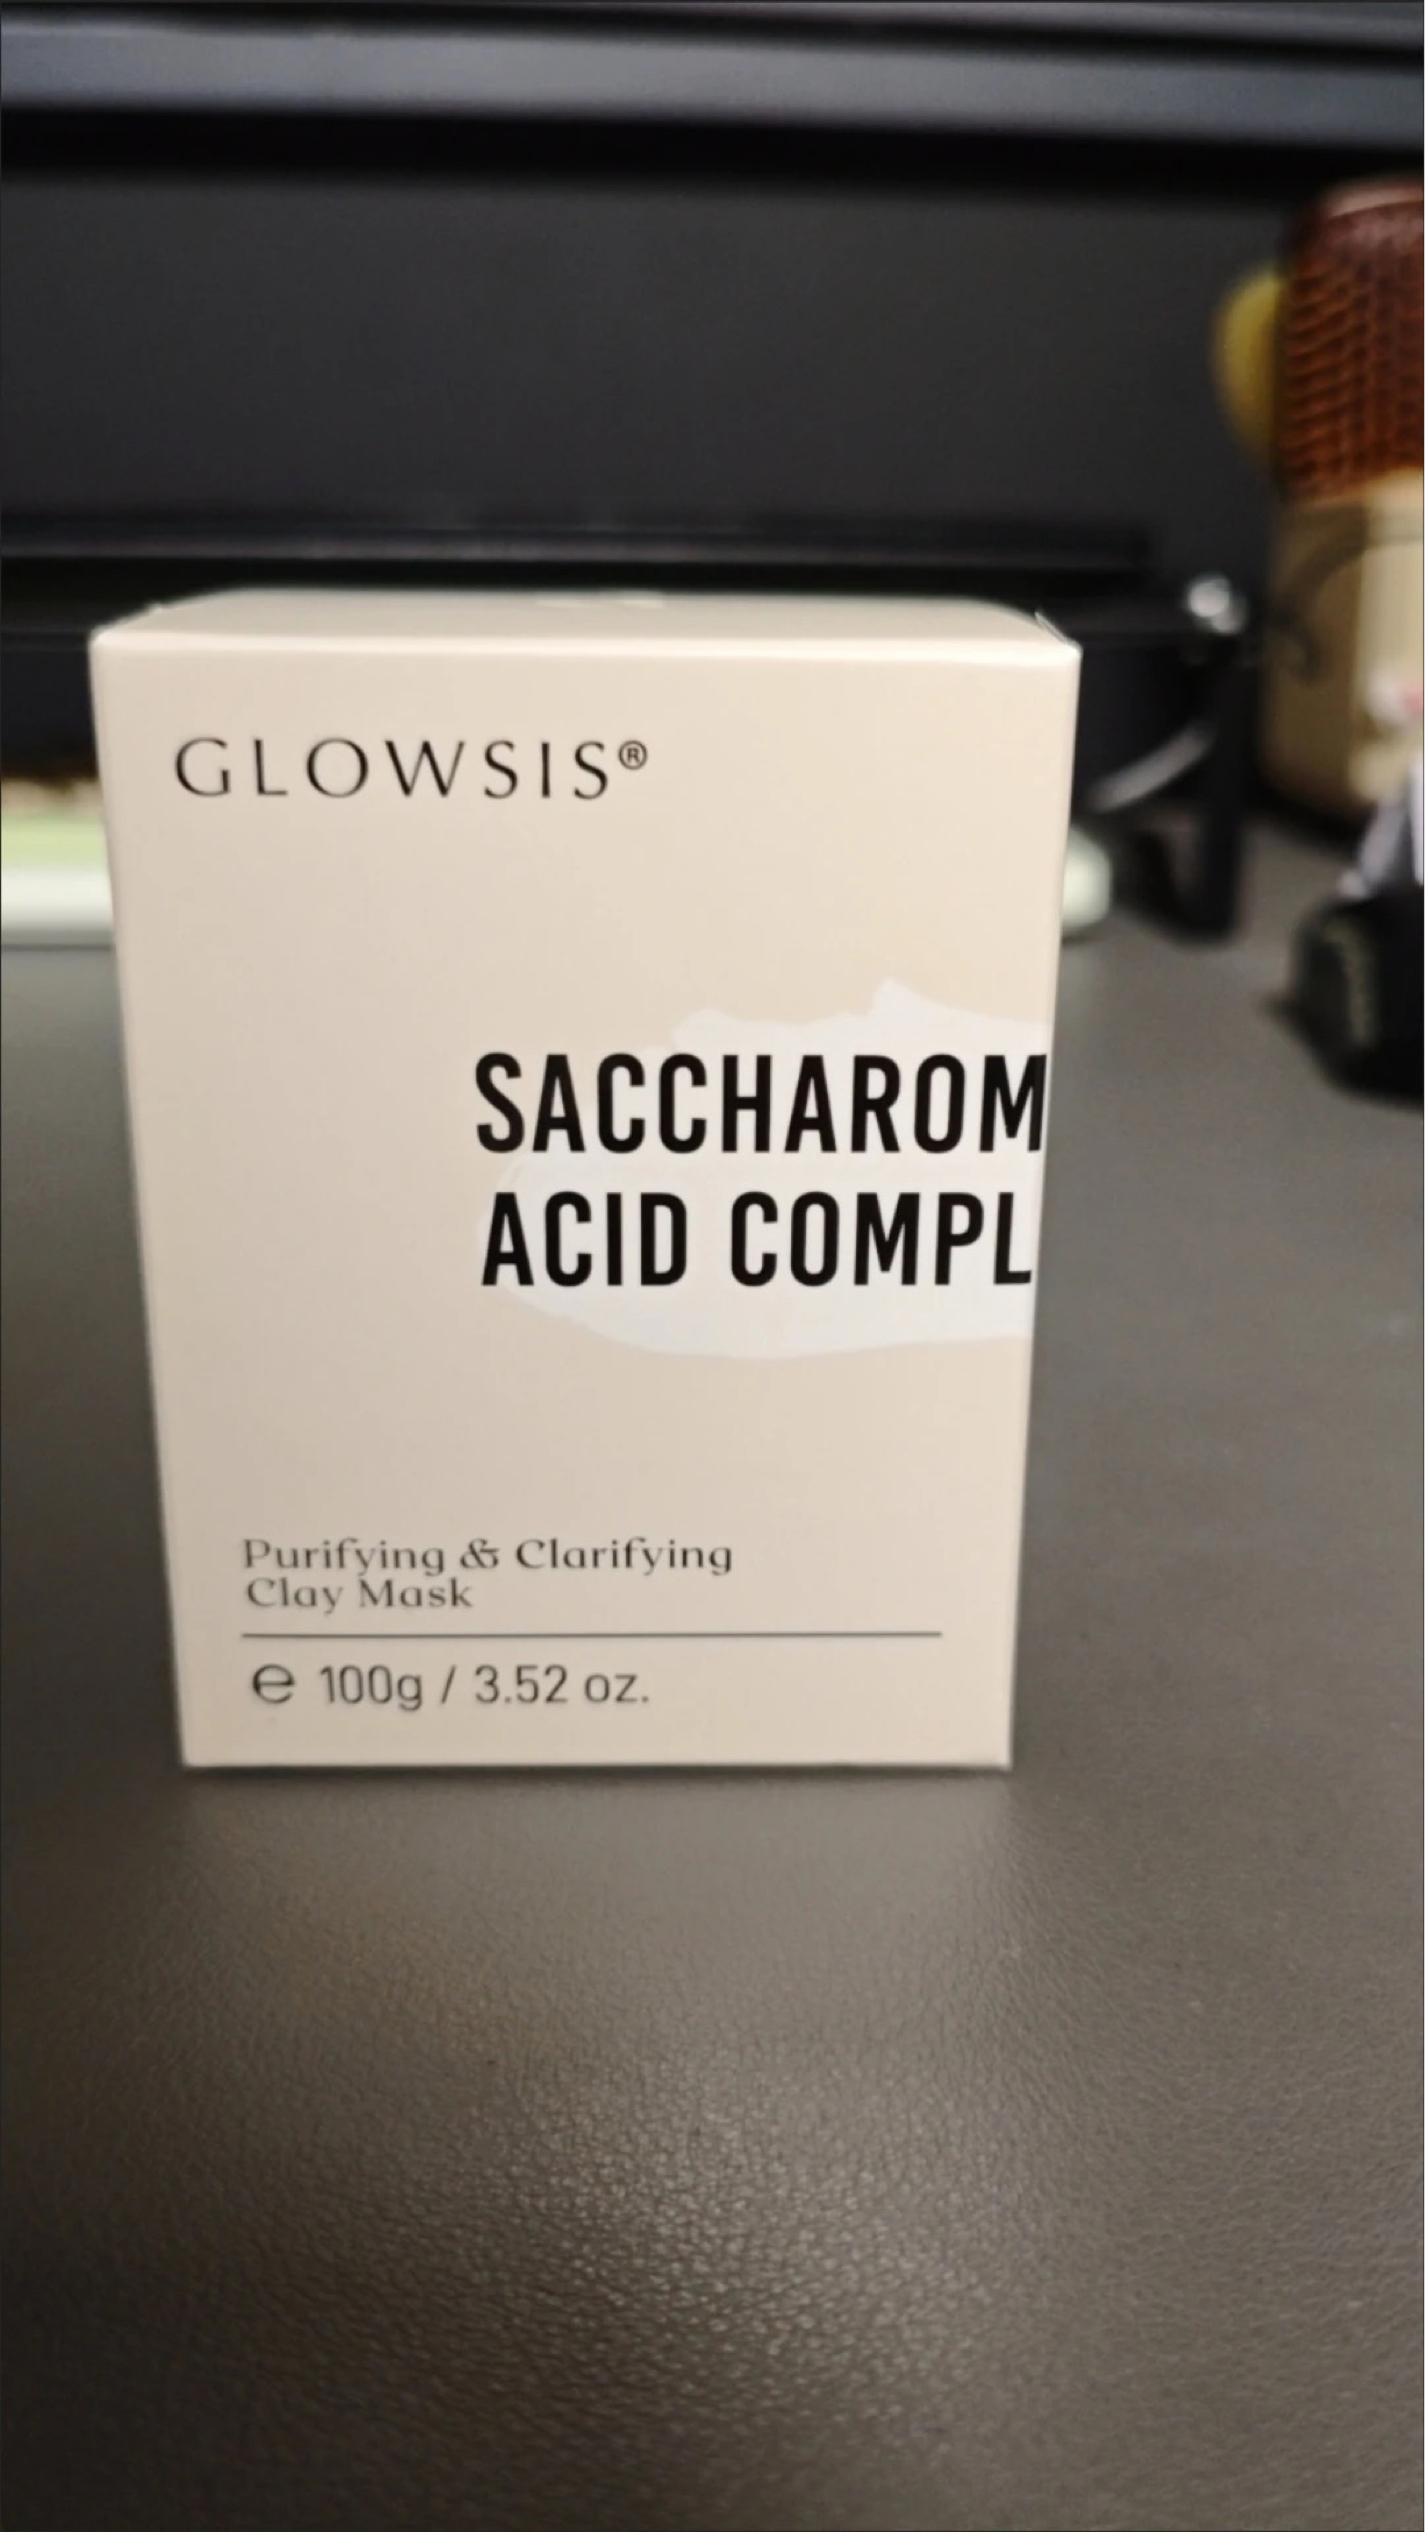 GLOWSIS®
SACCHAROM
ACID COMPL
Purifying & Clarifying
Clay Mask
℮ 100g / 3.52 oz.